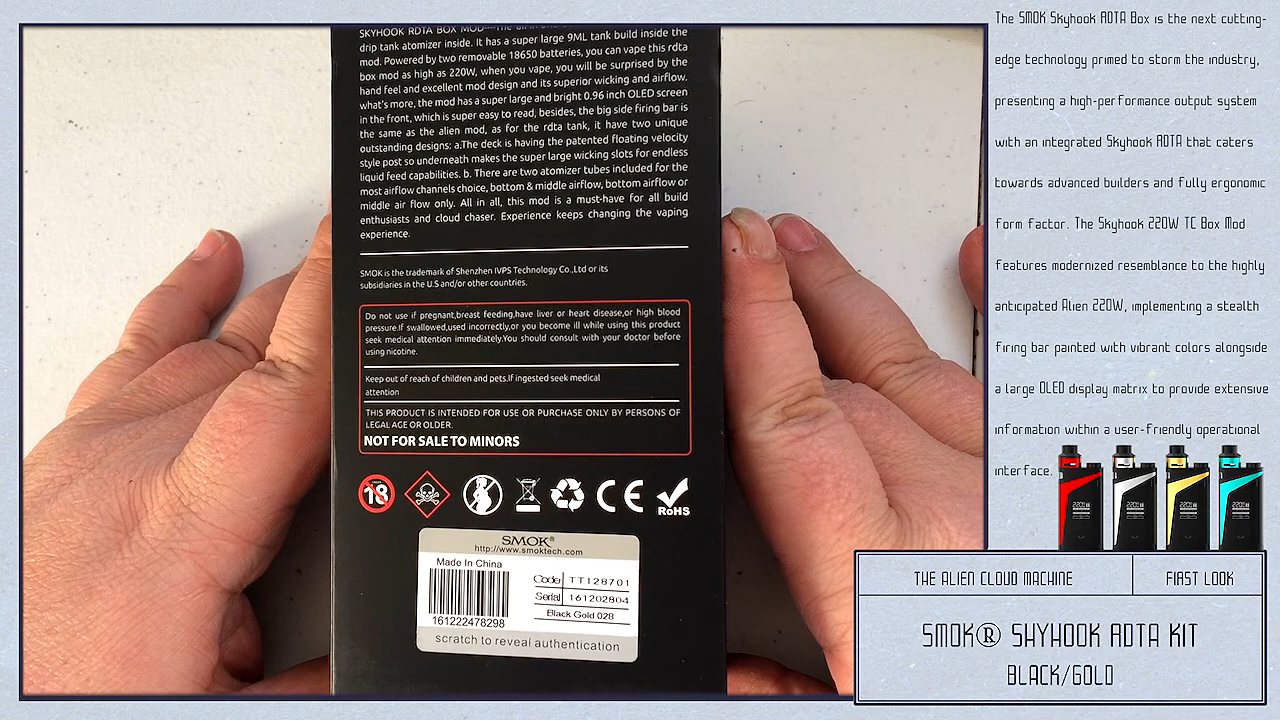 SKYHOOK RDTA BOX MOD
drip tank atomizer inside. It has a super large 9ML tank build inside the
mod. Powered by two removable 18650 batteries, you can vape this rdta
box mod as high as 220W, when you vape, you will be surprised by the
hand feel and excellent mod design and its superior wicking and airflow.
what's more, the mod has a super large and bright 0.96 inch OLED screen
in the front, which is super easy to read, besides, the big side firing bar is
the same as the alien mod, as for the rdta tank, it have two unique
outstanding designs: a.The deck is having the patented floating velocity
style post so underneath makes the super large wicking slots for endless
liquid feed capabilities. b. There are two atomizer tubes included for the
most airflow channels choice, bottom & middle airflow, bottom airflow or
middle air flow only. All in all, this mod is a must-have for all build
enthusiasts and cloud chaser. Experience keeps changing the vaping
experience.
SMOK is the trademark of Shenzhen IVPS Technology Co.,Ltd or its
subsidiaries in the U.S and/or other countries.
Do not use if pregnant,breast feeding,have liver or heart disease,or high blood
pressure.If swallowed,used incorrectly,or you become ill while using this product
seek medical attention immediately.You should consult with your doctor before
using nicotine.
Keep out of reach of children and pets.If ingested seek medical
attention
THIS PRODUCT IS INTENDED FOR USE OR PURCHASE ONLY BY PERSONS OF
LEGAL AGE OR OLDER.
NOT FOR SALE TO MINORS
18
CE
RoHS
SMOK®
http://www.smoktech.com
Made In China
Code TT128701
Serial 161202804
Black Gold 028
161222478298
scratch to reveal authentication
The SMOK Skyhook RDTA Box is the next cutting-
edge technology primed to storm the industry,
presenting a high-performance output system
with an integrated Skyhook RDTA that caters
towards advanced builders and fully ergonomic
form factor. The Skyhook 220W TC Box Mod
features modernized resemblance to the highly
anticipated Alien 220W, implementing a stealth
firing bar painted with vibrant colors alongside
a large OLED display matrix to provide extensive
information within a user-friendly operational
interface.
THE ALIEN CLOUD MACHINE
FIRST LOOK
SMOK® SKYHOOK RDTA KIT
BLACK/GOLD